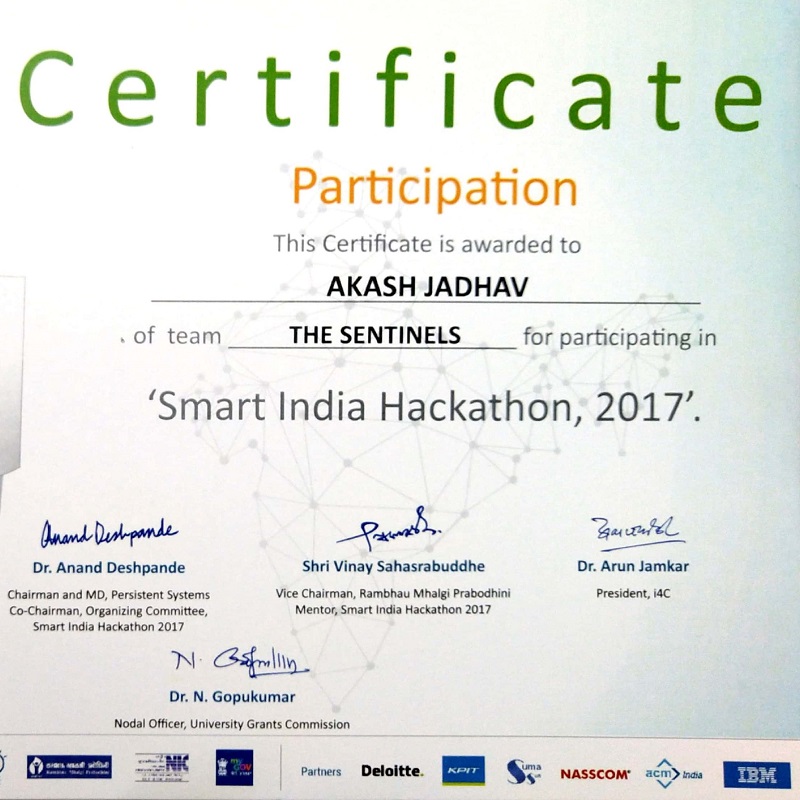 Certificate
Participation
This Certificate is awarded to
AKASH JADHAV
of team THE SENTINELS for participating in
‘Smart India Hackathon, 2017’.
Anand Deshpande
Dr. Anand Deshpande
Chairman and MD, Persistent Systems
Co-Chairman, Organizing Committee,
Smart India Hackathon 2017
Shri Vinay Sahasrabuddhe
Vice Chairman, Rambhau Mhalgi Prabodhini
Mentor, Smart India Hackathon 2017
Dr. Arun Jamkar
President, i4C
Dr. N. Gopukumar
Nodal Officer, University Grants Commission
Partners
Deloitte.
KPIT
Suma
Soft
NASSCOM
acm India
IBM